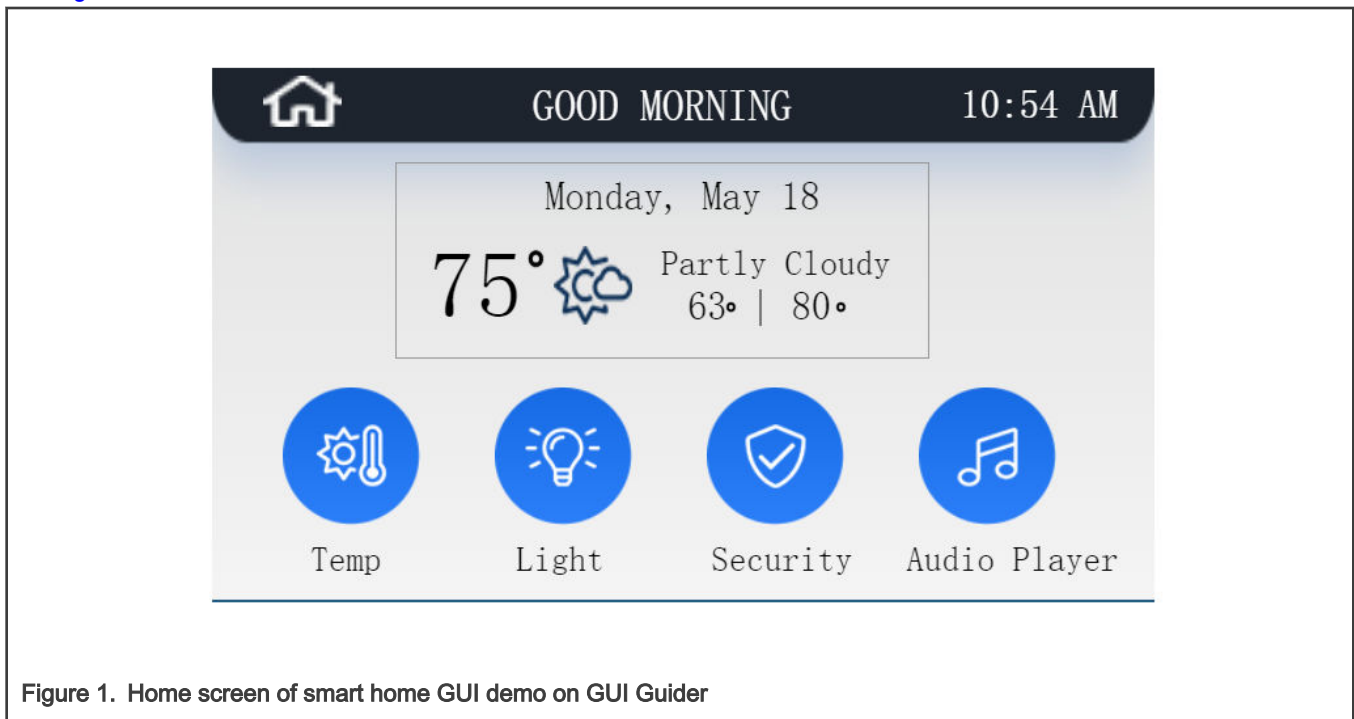 GOOD MORNING 10:54 AM
Monday, May 18
75°
Partly Cloudy
63° | 80°
Temp Light Security Audio Player
Figure 1. Home screen of smart home GUI demo on GUI Guider